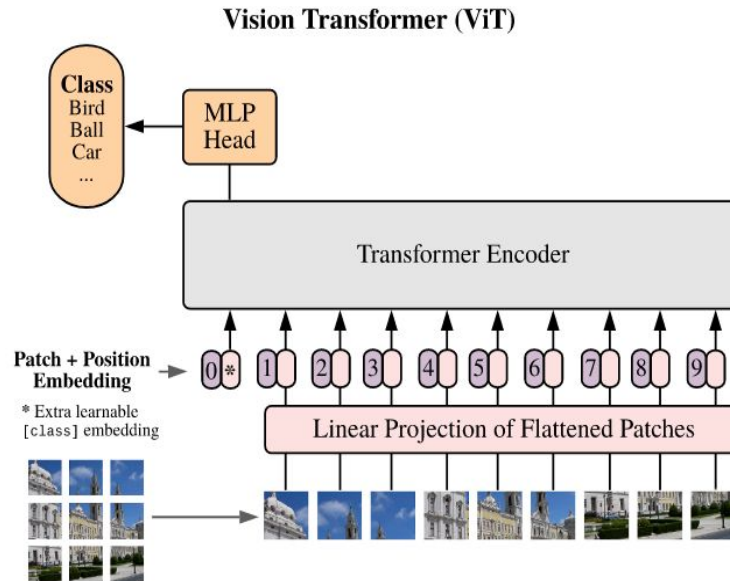 Vision Transformer (ViT)
Class
Bird
Ball
Car
...
MLP
Head
Transformer Encoder
Patch + Position
Embedding
0 * 1 2 3 4 5 6 7 8 9
* Extra learnable
[class] embedding
Linear Projection of Flattened Patches